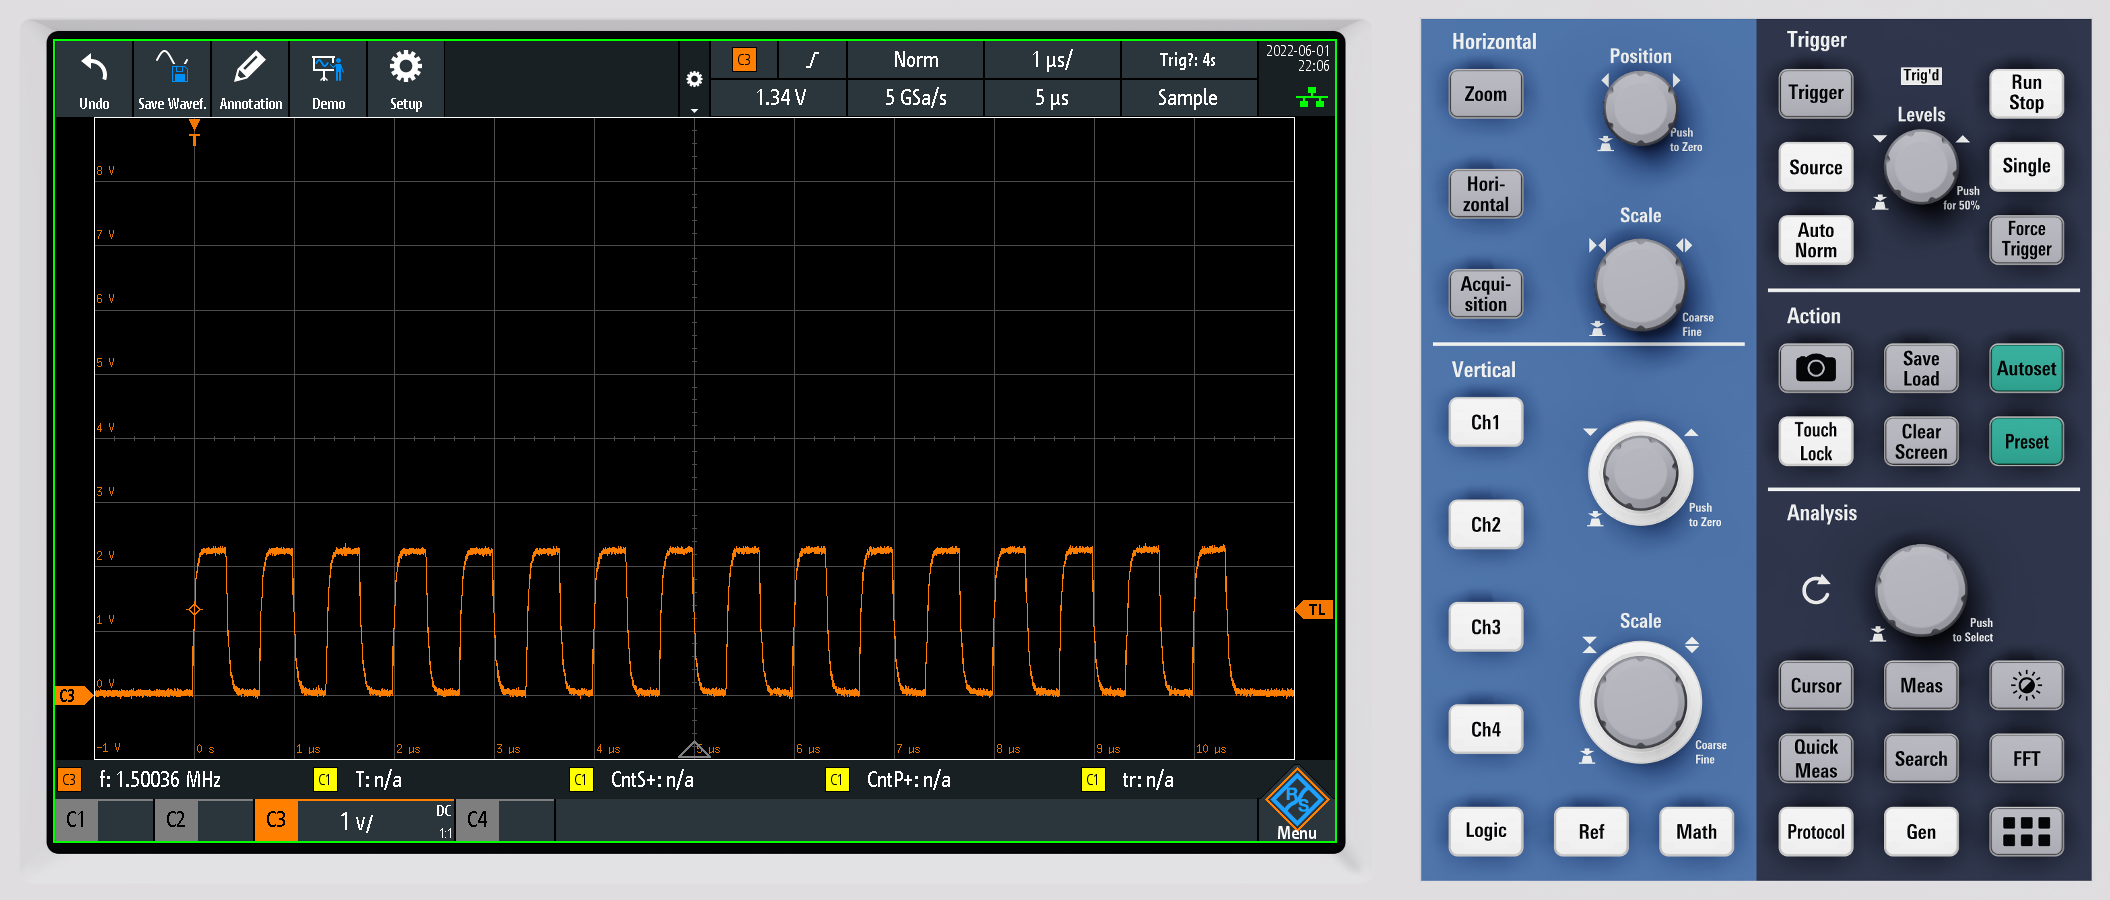 Undo
Save Wavef.
Annotation
Demo
Setup
C3
Norm
1 µs/
Trig?: 4s
2022-06-01
22:06
1.34 V
5 GSa/s
5 µs
Sample
T
8 V
7 V
6 V
5 V
4 V
3 V
2 V
1 V
0 V
-1 V
TL
C3
0 s
1 µs
2 µs
3 µs
4 µs
5 µs
6 µs
7 µs
8 µs
9 µs
10 µs
C3 f: 1.50036 MHz
C1 T: n/a
C1 CntS+: n/a
C1 CntP+: n/a
C1 tr: n/a
R/S
Menu
C1
C2
C3
1 V/
DC
1:1
C4
Horizontal
Position
Zoom
Push
to Zero
Hori-
zontal
Scale
Acqui-
sition
Coarse
Fine
Vertical
Ch1
Ch2
Push
to Zero
Ch3
Scale
Ch4
Coarse
Fine
Logic
Ref
Math
Trigger
Trigger
Trig'd
Run
Stop
Levels
Source
Single
Push
for 50%
Auto
Norm
Force
Trigger
Action
Save
Load
Autoset
Touch
Lock
Clear
Screen
Preset
Analysis
Push
to Select
Cursor
Meas
Quick
Meas
Search
FFT
Protocol
Gen